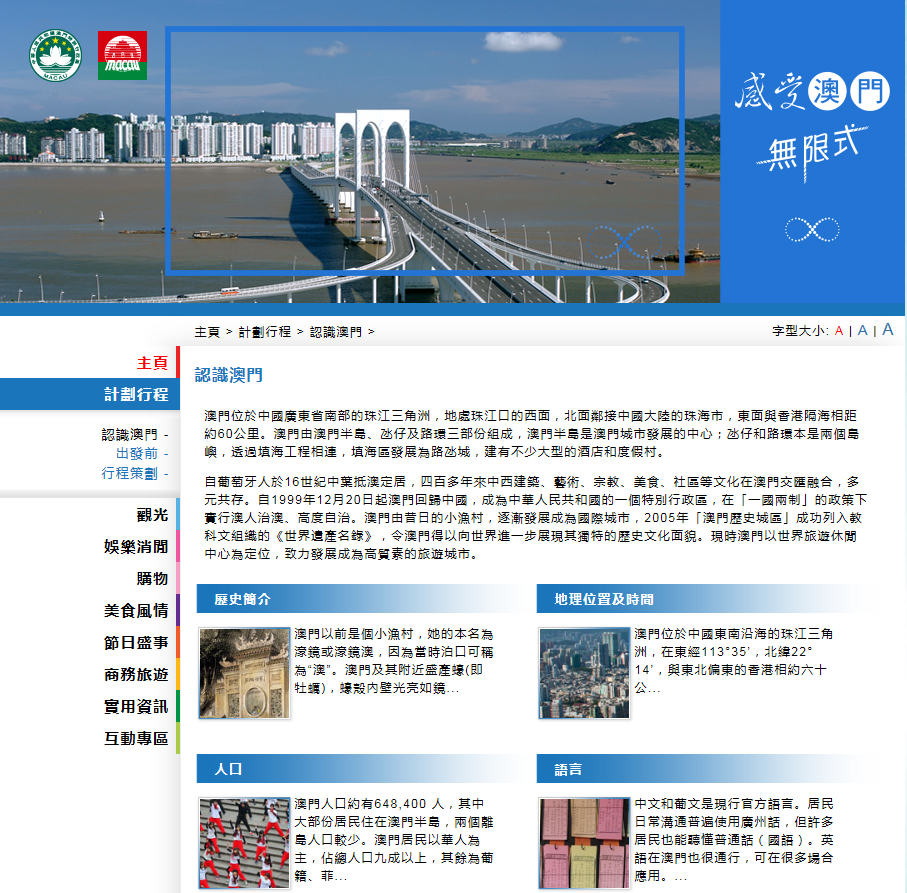 MACAU
MACAU
感受澳門
無限式
主頁 > 計劃行程 > 認識澳門 >
字型大小: A | A | A
主頁
計劃行程
認識澳門 -
出發前 -
行程策劃 -
觀光
娛樂消閒
購物
美食風情
節日盛事
商務旅遊
實用資訊
互動專區
認識澳門
澳門位於中國廣東省南部的珠江三角洲，地處珠江口的西面，北面鄰接中國大陸的珠海市，東面與香港隔海相距
約60公里。澳門由澳門半島、氹仔及路環三部份組成，澳門半島是澳門城市發展的中心；氹仔和路環本是兩個島
嶼，透過填海工程相連，填海區發展為路氹城，建有不少大型的酒店和度假村。
自葡萄牙人於16世紀中葉抵澳定居，四百多年來中西建築、藝術、宗教、美食、社區等文化在澳門交匯融合，多
元共存。自1999年12月20日起澳門回歸中國，成為中華人民共和國的一個特別行政區，在「一國兩制」的政策下
實行澳人治澳、高度自治。澳門由昔日的小漁村，逐漸發展成為國際城市，2005年「澳門歷史城區」成功列入教
科文組織的《世界遺產名錄》，令澳門得以向世界進一步展現其獨特的歷史文化面貌。現時澳門以世界旅遊休閒
中心為定位，致力發展成為高質素的旅遊城市。
歷史簡介
澳門以前是個小漁村，她的本名為
濠鏡或濠鏡澳，因為當時泊口可稱
為“澳”。澳門及其附近盛產蠔(即
牡蠣)，蠔殼內壁光亮如鏡...
地理位置及時間
澳門位於中國東南沿海的珠江三角
洲，在東經113°35'，北緯22°
14'，與東北偏東的香港相約六十
公...
人口
澳門人口約有648,400 人，其中
大部份居民住在澳門半島，兩個離
島人口較少。澳門居民以華人為
主，佔總人口九成以上，其餘為葡
籍、菲...
語言
中文和葡文是現行官方語言。居民
日常溝通普遍使用廣州話，但許多
居民也能聽懂普通話（國語）。英
語在澳門也很通行，可在很多場合
應用。...